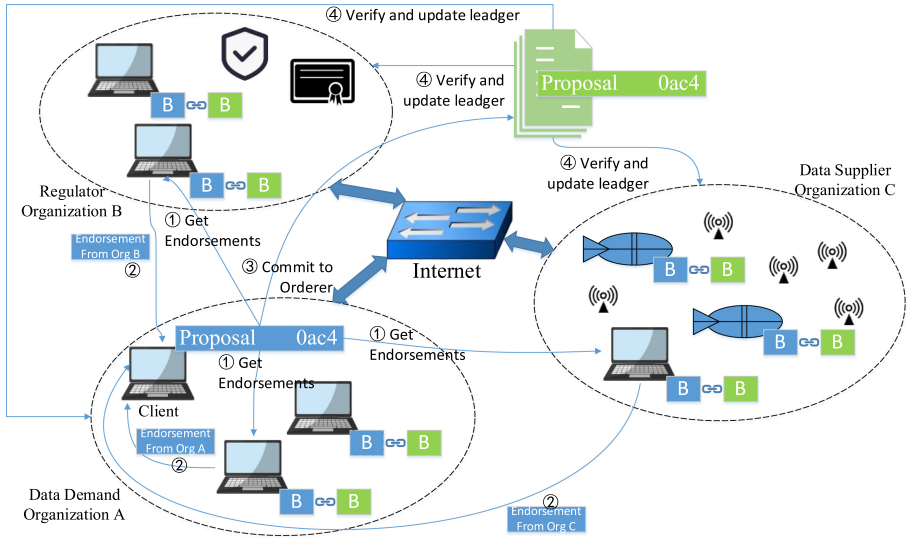 ④ Verify and update leadger
④ Verify and
update leadger
Proposal 0ac4
B B
B B
Regulator
Organization B
① Get
Endorsements
④ Verify and
update leadger
Data Supplier
Organization C
Endorsement
From Org B
②
③ Commit to
Orderer
Internet
B B
B B
B B
Proposal 0ac4
① Get
Endorsements
① Get
Endorsements
Client
Endorsement
From Org A
②
B B
B B
Data Demand
Organization A
②
Endorsement
From Org C